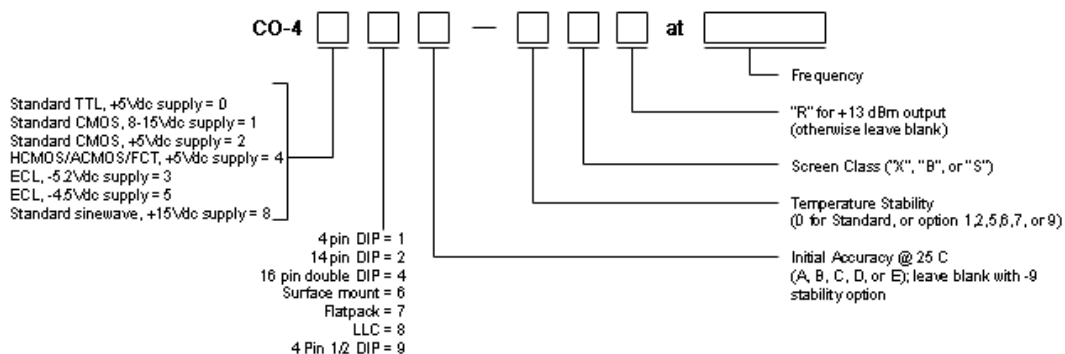 CO-4 — at
Frequency
"R" for +13 dBm output
(otherwise leave blank)
Screen Class ("X", "B", or "S")
Temperature Stability
(0 for Standard, or option 1,2,5,6,7, or 9)
Initial Accuracy @ 25 C
(A, B, C, D, or E); leave blank with -9
stability option
Standard TTL, +5Vdc supply = 0
Standard CMOS, 8-15Vdc supply = 1
Standard CMOS, +5Vdc supply = 2
HCMOS/ACMOS/FCT, +5Vdc supply = 4
ECL, -5.2Vdc supply = 3
ECL, -4.5Vdc supply = 5
Standard sinewave, +15Vdc supply = 8
4 pin DIP = 1
14 pin DIP = 2
16 pin double DIP = 4
Surface mount = 6
Flatpack = 7
LLC = 8
4 Pin 1/2 DIP = 9